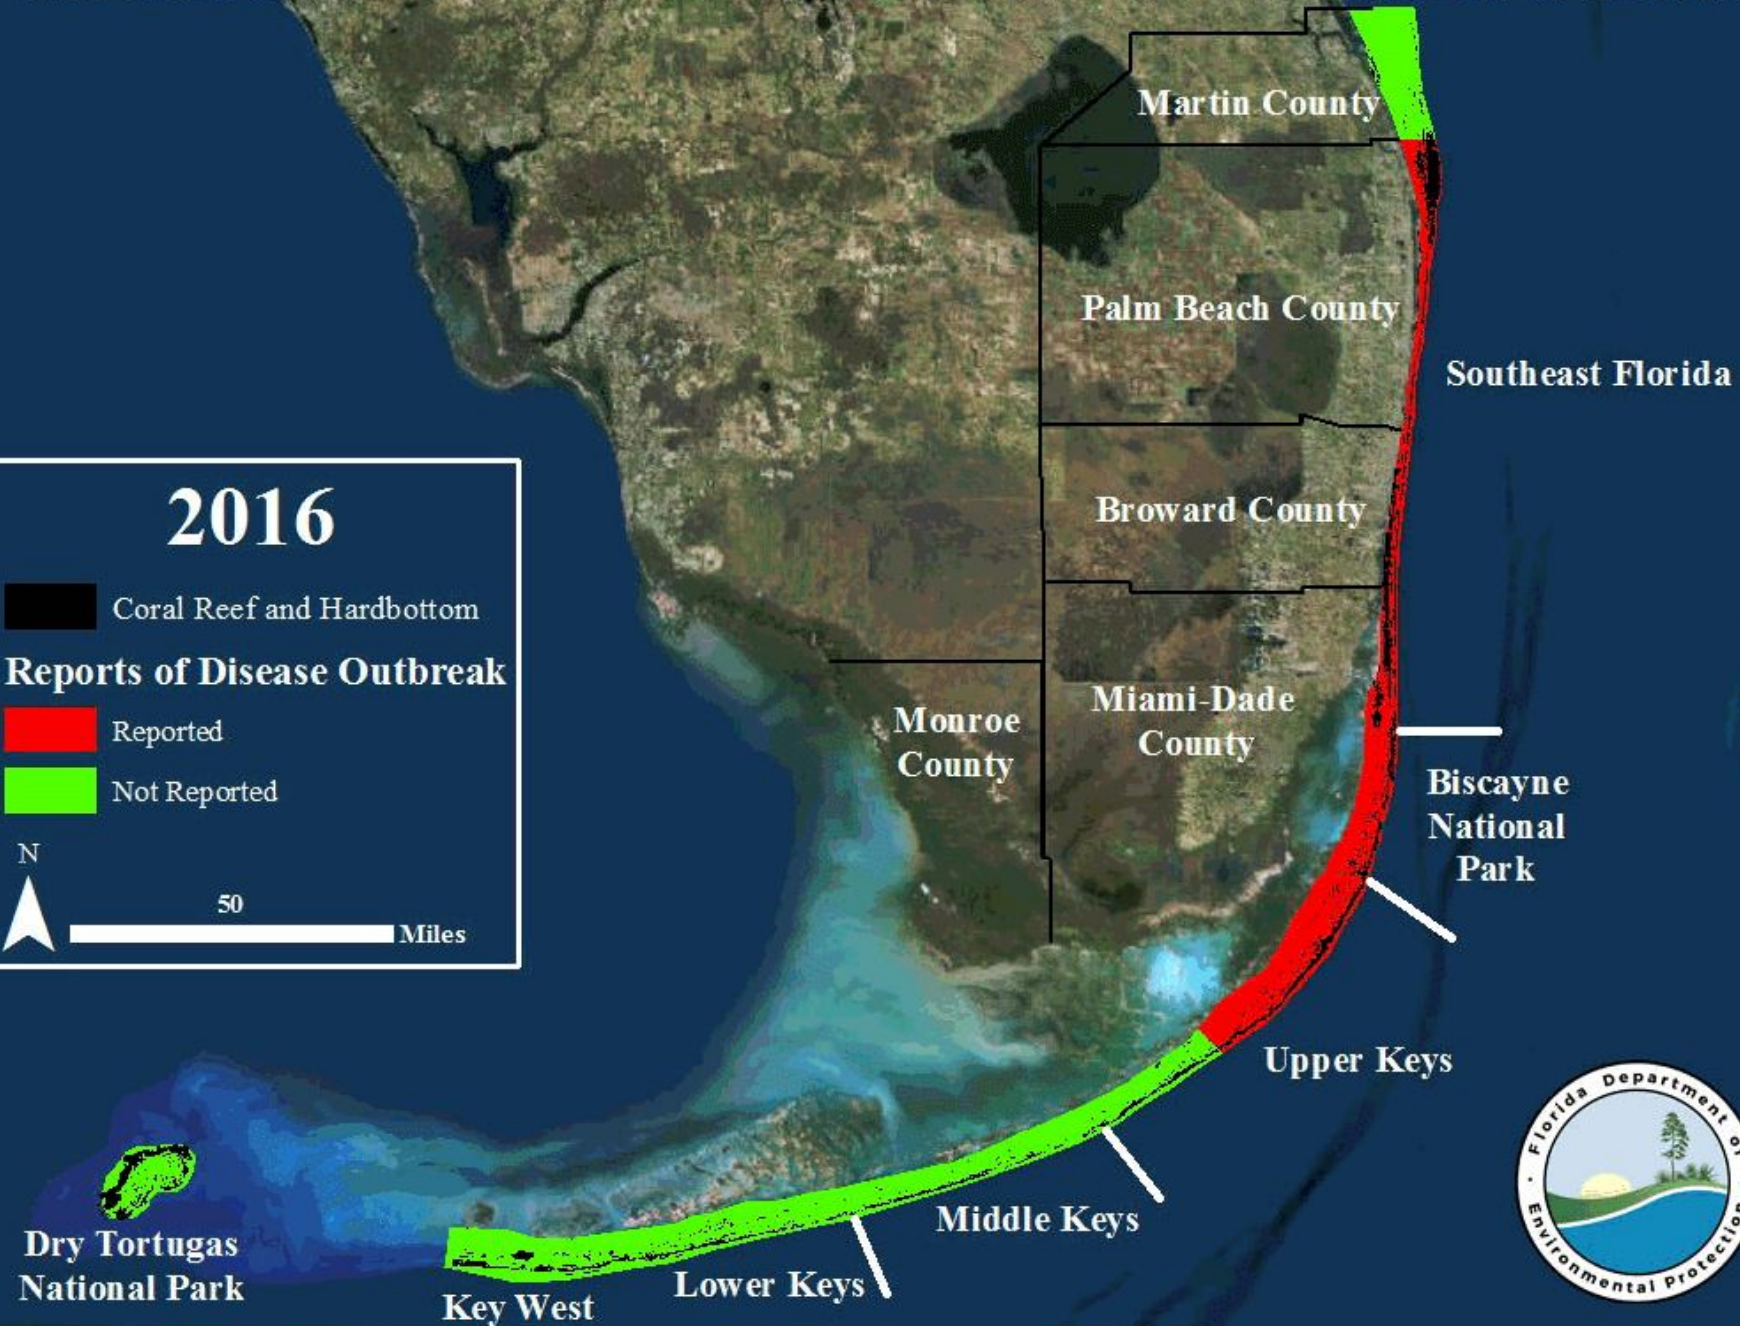 Martin County
Palm Beach County
Southeast Florida
Broward County
2016
Coral Reef and Hardbottom
Reports of Disease Outbreak
Reported
Not Reported
N
50
Miles
Monroe
County
Miami-Dade
County
Biscayne
National
Park
Upper Keys
Middle Keys
Lower Keys
Key West
Dry Tortugas
National Park
Florida Department of
Environmental Protection